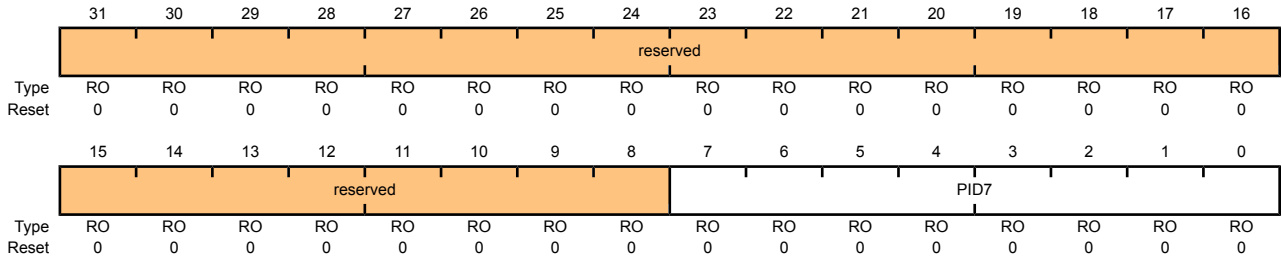 31 30 29 28 27 26 25 24 23 22 21 20 19 18 17 16
reserved
Type RO RO RO RO RO RO RO RO RO RO RO RO RO RO RO RO
Reset 0 0 0 0 0 0 0 0 0 0 0 0 0 0 0 0
15 14 13 12 11 10 9 8 7 6 5 4 3 2 1 0
reserved PID7
Type RO RO RO RO RO RO RO RO RO RO RO RO RO RO RO RO
Reset 0 0 0 0 0 0 0 0 0 0 0 0 0 0 0 0